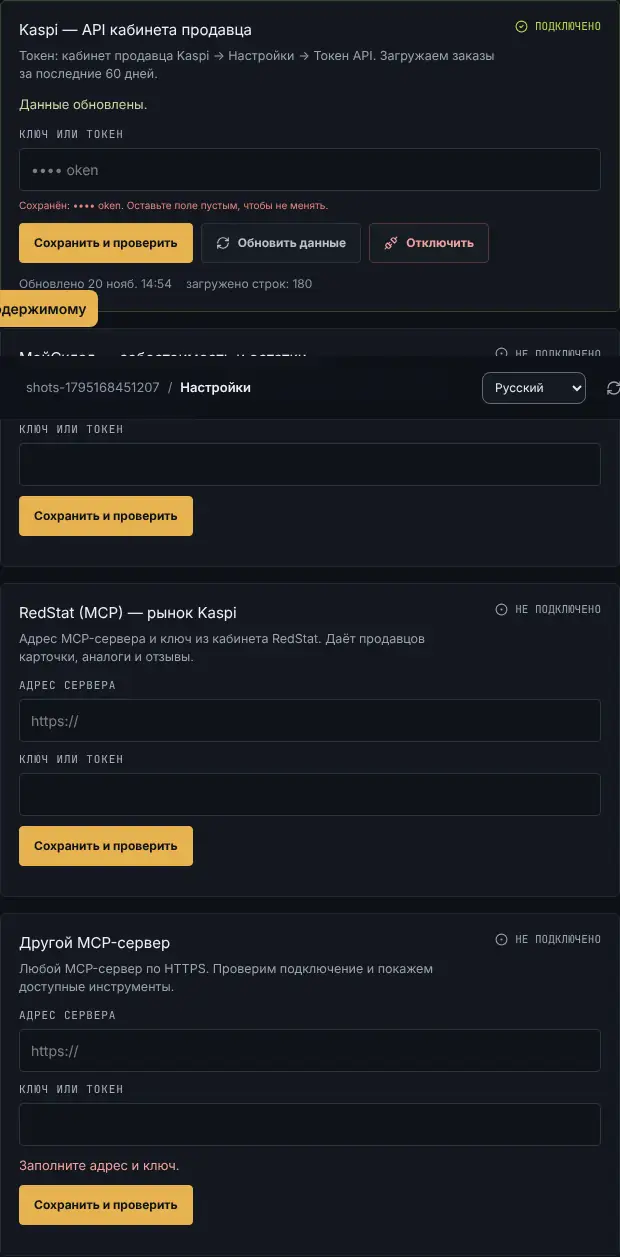 Kaspi — API кабинета продавца
ПОДКЛЮЧЕНО
Токен: кабинет продавца Kaspi → Настройки → Токен API. Загружаем заказы
за последние 60 дней.
Данные обновлены.
КЛЮЧ ИЛИ ТОКЕН
•••• oken
Сохранён: •••• oken. Оставьте поле пустым, чтобы не менять.
Сохранить и проверить
Обновить данные
Отключить
Обновлено 20 нояб. 14:54 загружено строк: 180
одержимому
НЕ ПОДКЛЮЧЕНО
shots-1795168451207 / Настройки
Русский
КЛЮЧ ИЛИ ТОКЕН
Сохранить и проверить
RedStat (MCP) — рынок Kaspi
НЕ ПОДКЛЮЧЕНО
Адрес MCP-сервера и ключ из кабинета RedStat. Даёт продавцов
карточки, аналоги и отзывы.
АДРЕС СЕРВЕРА
https://
КЛЮЧ ИЛИ ТОКЕН
Сохранить и проверить
Другой MCP-сервер
НЕ ПОДКЛЮЧЕНО
Любой MCP-сервер по HTTPS. Проверим подключение и покажем
доступные инструменты.
АДРЕС СЕРВЕРА
https://
КЛЮЧ ИЛИ ТОКЕН
Заполните адрес и ключ.
Сохранить и проверить